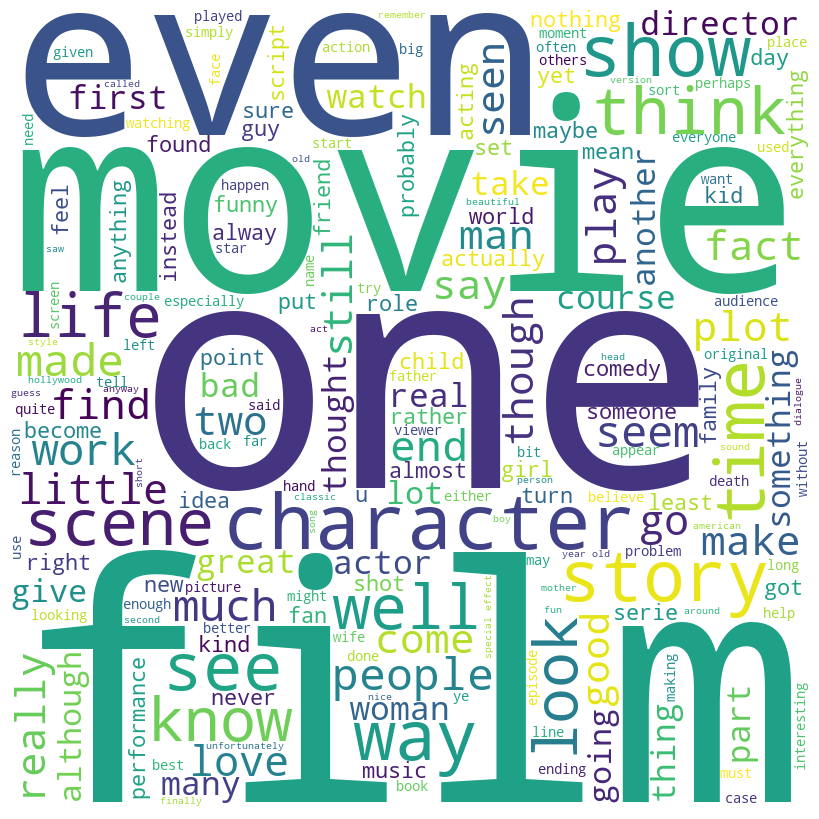 even
movie
one
film
played
simply
given
remember
action
big
nothing
often
others
moment
yet
director
place
day
show
called
first
face
script
watch
acting
seen
version
sort
perhaps
think
need
watching
found
sure
guy
start
probably
set
maybe
mean
everyone
used
everything
old
feel
anything
instead
happen
funny
alway
star
friend
beautiful
take
world
man
actually
play
another
want
kid
fact
saw
screen
couple
especially
put
name
try
role
say
course
audience
life
still
style
left
act
made
hollywood
tell
point
bad
thought
child
father
real
though
comedy
head
plot
original
guess
quite
find
anyway
two
said
rather
viewer
someone
family
time
something
dialogue
reason
become
work
back
far
end
almost
bit
girl
seem
appear
sound
death
without
little
short
hand
idea
u
lot
either
person
turn
believe
least
scene
classic
song
character
boy
go
american
make
use
right
great
actor
may
year old
problem
long
give
new
picture
shot
special effect
story
got
looking
enough
second
much
might
fan
well
come
mother
fun
serie
around
help
better
kind
wife
done
see
people
look
good
episode
really
although
performance
never
woman
nice
ye
know
way
line
going
thing
making
part
interesting
best
unfortunately
love
music
ending
must
many
book
finally
case